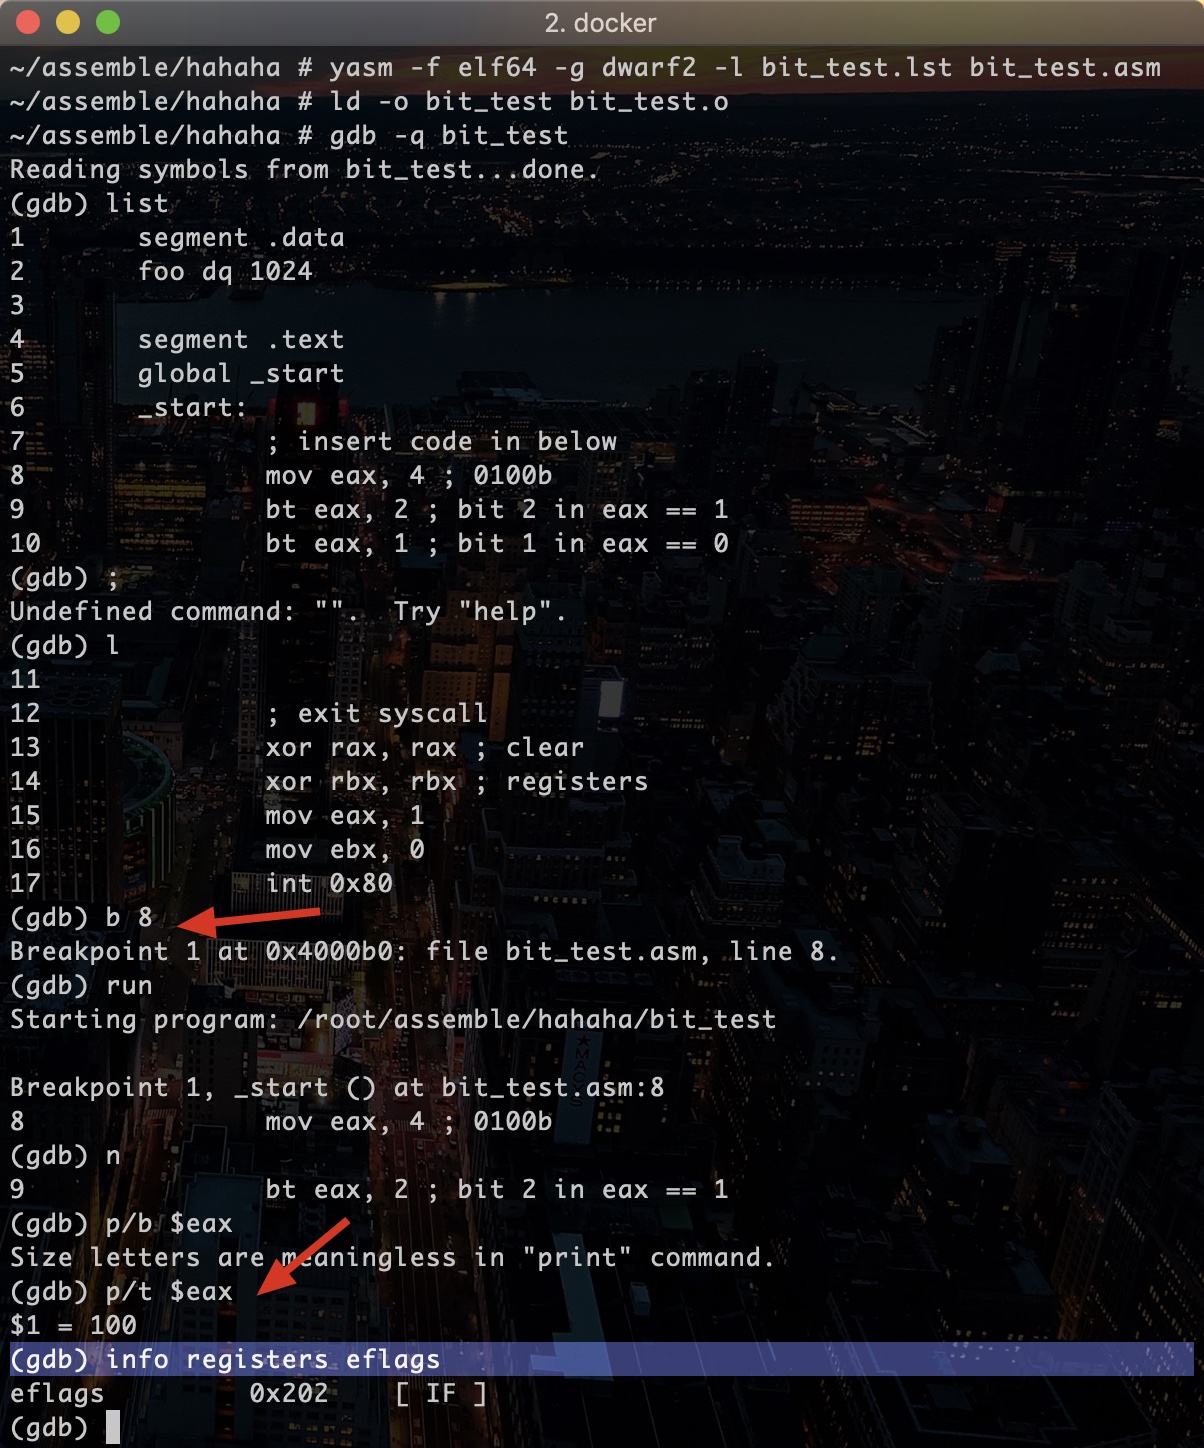 2. docker
~/assemble/hahaha # yasm -f elf64 -g dwarf2 -l bit_test.lst bit_test.asm
~/assemble/hahaha # ld -o bit_test bit_test.o
~/assemble/hahaha # gdb -q bit_test
Reading symbols from bit_test...done.
(gdb) list
1       segment .data
2       foo dq 1024
3
4       segment .text
5       global _start
6       _start:
7               ; insert code in below
8               mov eax, 4 ; 0100b
9               bt eax, 2 ; bit 2 in eax == 1
10              bt eax, 1 ; bit 1 in eax == 0
(gdb) ;
Undefined command: "".  Try "help".
(gdb) l
11
12              ; exit syscall
13              xor rax, rax ; clear
14              xor rbx, rbx ; registers
15              mov eax, 1
16              mov ebx, 0
17              int 0x80
(gdb) b 8
Breakpoint 1 at 0x4000b0: file bit_test.asm, line 8.
(gdb) run
Starting program: /root/assemble/hahaha/bit_test

Breakpoint 1, _start () at bit_test.asm:8
8               mov eax, 4 ; 0100b
(gdb) n
9               bt eax, 2 ; bit 2 in eax == 1
(gdb) p/b $eax
Size letters are meaningless in "print" command.
(gdb) p/t $eax
$1 = 100
(gdb) info registers eflags
eflags         0x202    [ IF ]
(gdb)